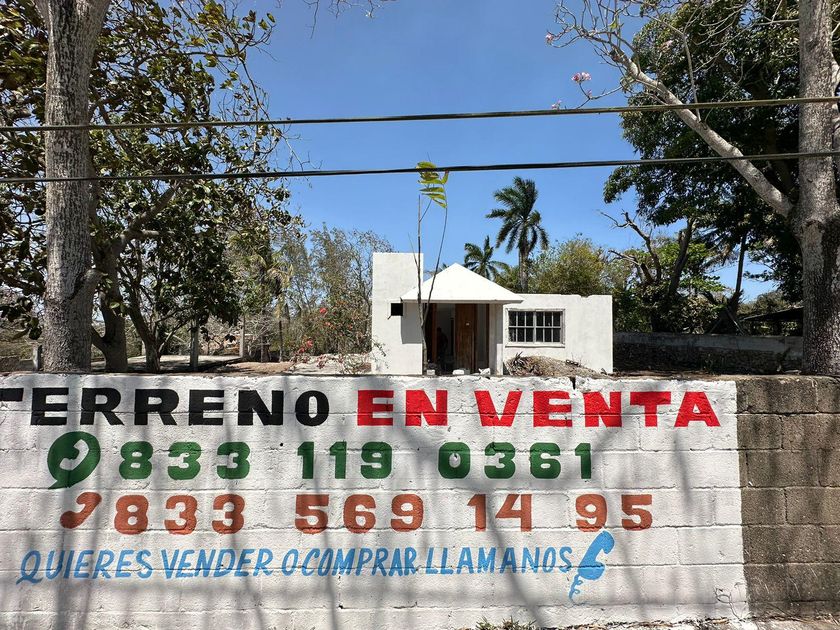 TERRENO EN VENTA
833 119 0361
833 569 14 95
QUIERES VENDER O COMPRAR LLAMANOS